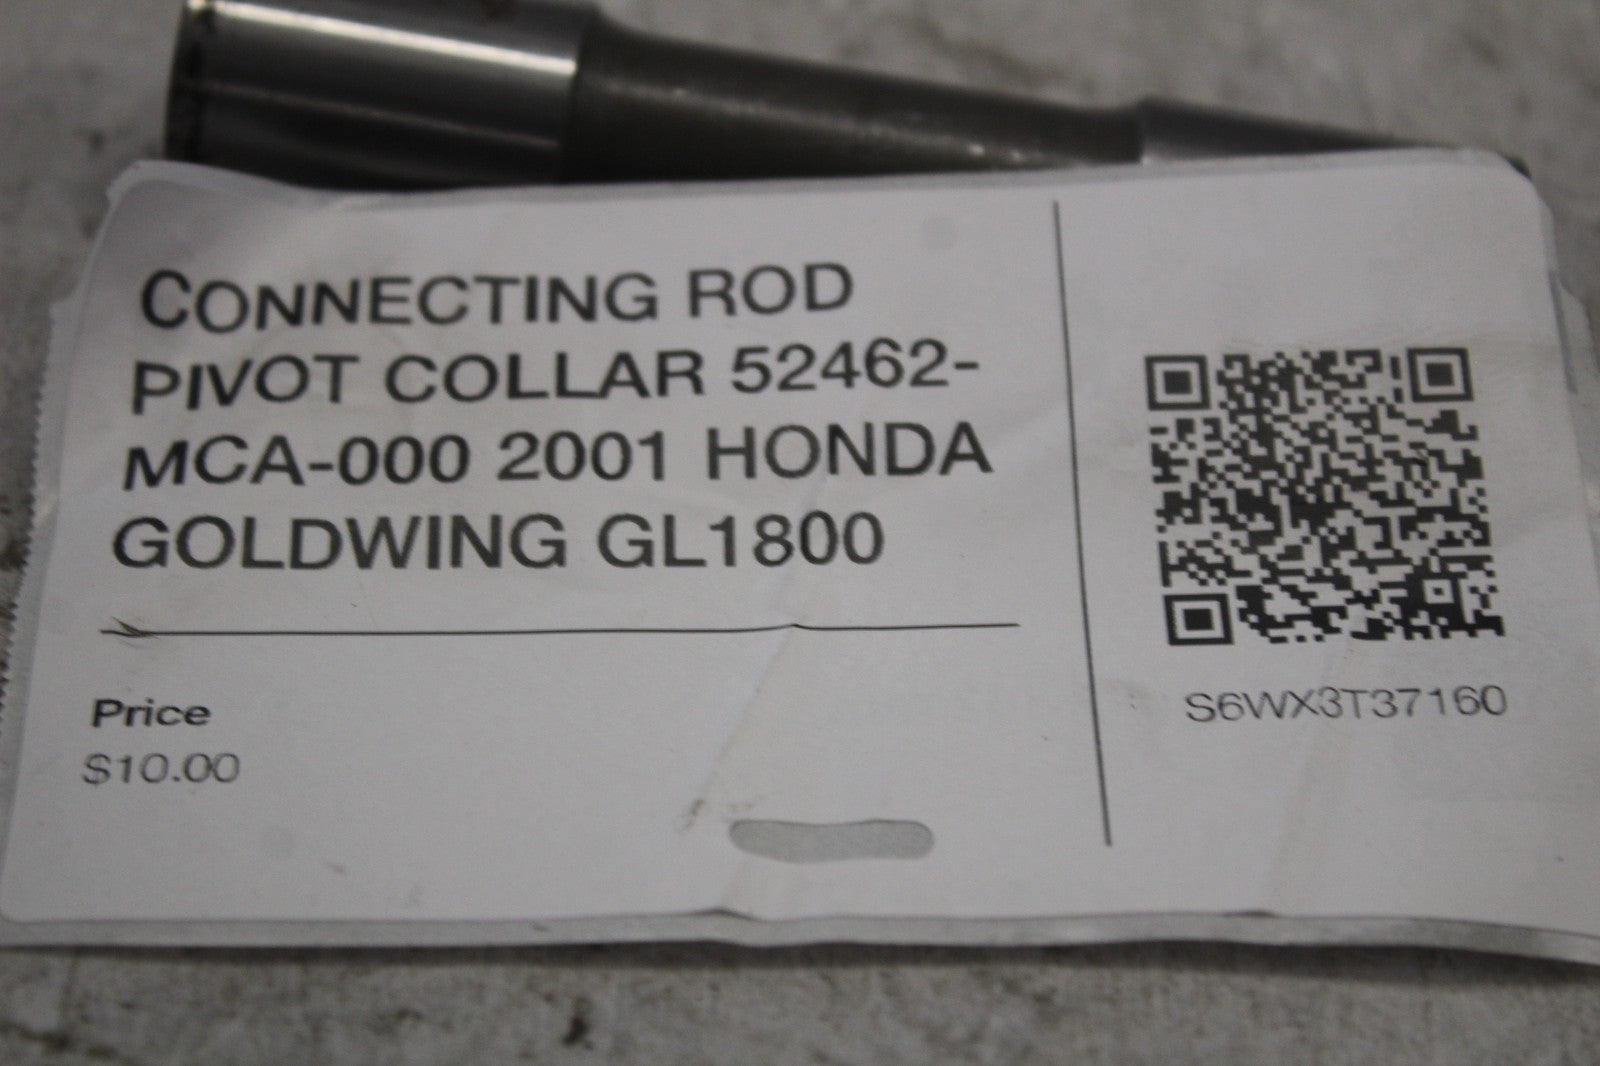 CONNECTING ROD
PIVOT COLLAR 52462-
MCA-000 2001 HONDA
GOLDWING GL1800
Price
$10.00
S6WX3T37160